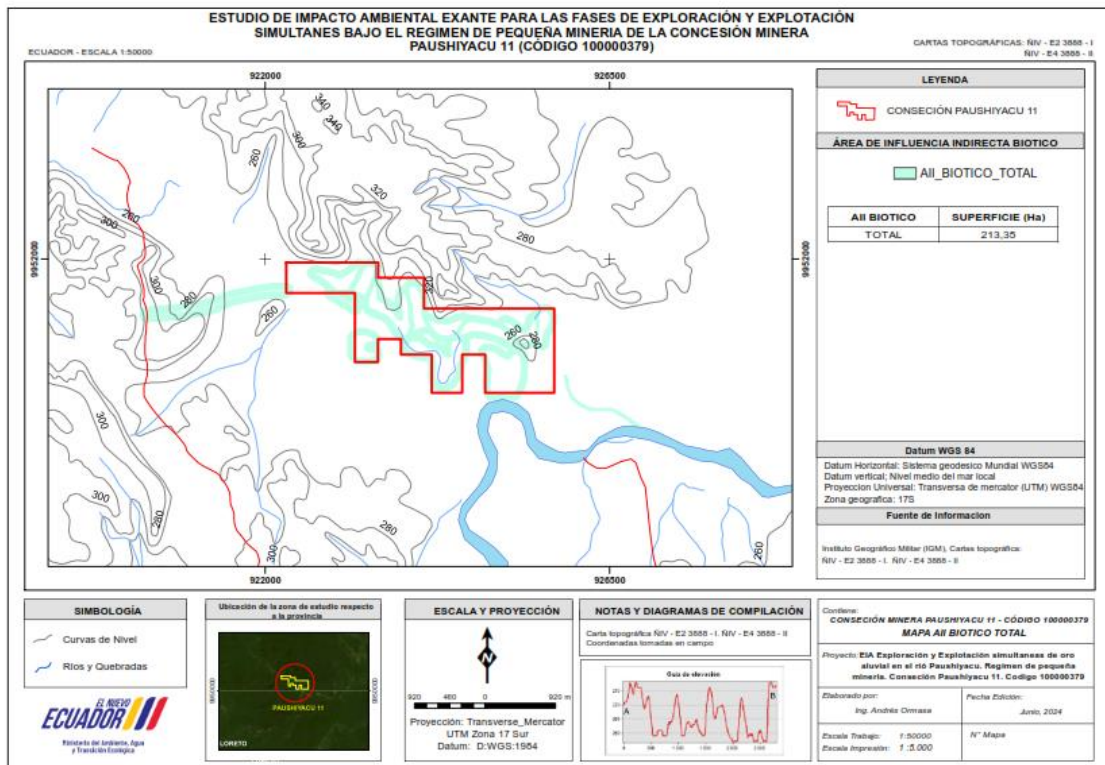 ESTUDIO DE IMPACTO AMBIENTAL EXANTE PARA LAS FASES DE EXPLORACIÓN Y EXPLOTACIÓN
SIMULTANES BAJO EL REGIMEN DE PEQUEÑA MINERIA DE LA CONCESIÓN MINERA
PAUSHIYACU 11 (CÓDIGO 100000379)
ECUADOR - ESCALA 1:50000
CARTAS TOPOGRÁFICAS: ÑIV - E2 3888 - I
ÑIV - E4 3888 - II
922000
926500
9952000
9952000
340
340
300
260
320
280
260
300
300
280
260
320
260
280
300
300
280
300
260
922000
926500
LEYENDA
CONSECIÓN PAUSHIYACU 11
ÁREA DE INFLUENCIA INDIRECTA BIOTICO
AII_BIOTICO_TOTAL
AII BIOTICO SUPERFICIE (Ha)
TOTAL 213,35
Datum WGS 84
Datum Horizontal: Sistema geodesico Mundial WGS84
Datum vertical; Nivel medio del mar local
Proyeccion Universal: Transversa de mercator (UTM) WGS84
Zona geografica: 17S
Fuente de Informacion
Instituto Geográfico Militar (IGM), Cartas topográfica:
ÑIV - E2 3888 - I. ÑIV - E4 3888 - II
SIMBOLOGÍA
Curvas de Nivel
Ríos y Quebradas
EL NUEVO
ECUADOR
Ministerio del Ambiente, Agua
y Transición Ecológica
Ubicación de la zona de estudio respecto
a la provincia
PAUSHIYACU 11
LORETO
ESCALA Y PROYECCIÓN
N
920 460 0 920 m
Proyección: Transverse_Mercator
UTM Zona 17 Sur
Datum: D:WGS:1984
NOTAS Y DIAGRAMAS DE COMPILACIÓN
Carta topográfica ÑIV - E2 3888 - I. ÑIV - E4 3888 - II
Coordenadas tomadas en campo
Guia de elevación
A
B
Contiene:
CONSECIÓN MINERA PAUSHIYACU 11 - CÓDIGO 100000379
MAPA AII BIOTICO TOTAL
Proyecto: EIA Exploración y Explotación simultaneas de oro
aluvial en el rió Paushiyacu. Regimen de pequeña
mineria. Conseción Paushiyacu 11. Codigo 100000379
Elaborado por:
Ing. Andrés Ormasa
Fecha Edición:
Junio, 2024
Escala Trabajo: 1:50000
Escala Impresión: 1 :5.000
N° Mapa